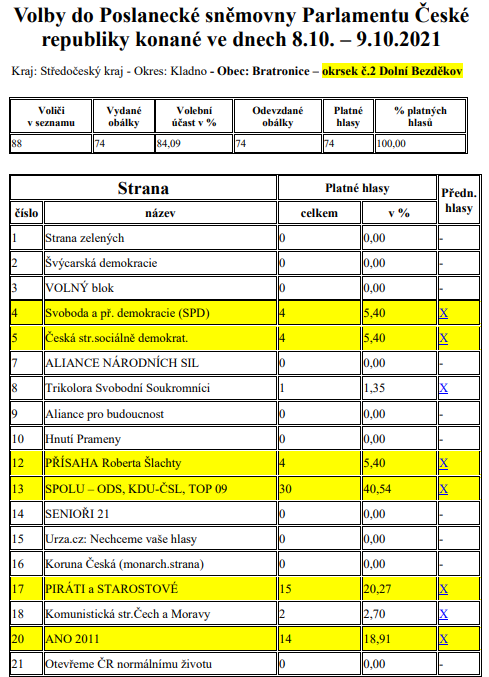 Volby do Poslanecké sněmovny Parlamentu České
republiky konané ve dnech 8.10. – 9.10.2021
Kraj: Středočeský kraj - Okres: Kladno - Obec: Bratronice – okrsek č.2 Dolní Bezděkov
Voliči v seznamu Vydané obálky Volební účast v % Odevzdané obálky Platné hlasy % platných hlasů
88 74 84,09 74 74 100,00
Strana Platné hlasy Předn. hlasy
číslo název celkem v %
1 Strana zelených 0 0,00 -
2 Švýcarská demokracie 0 0,00 -
3 VOLNÝ blok 0 0,00 -
4 Svoboda a př. demokracie (SPD) 4 5,40 X
5 Česká str.sociálně demokrat. 4 5,40 X
7 ALIANCE NÁRODNÍCH SIL 0 0,00 -
8 Trikolora Svobodní Soukromníci 1 1,35 X
9 Aliance pro budoucnost 0 0,00 -
10 Hnutí Prameny 0 0,00 -
12 PŘÍSAHA Roberta Šlachty 4 5,40 X
13 SPOLU – ODS, KDU-ČSL, TOP 09 30 40,54 X
14 SENIOŘI 21 0 0,00 -
15 Urza.cz: Nechceme vaše hlasy 0 0,00 -
16 Koruna Česká (monarch.strana) 0 0,00 -
17 PIRÁTI a STAROSTOVÉ 15 20,27 X
18 Komunistická str.Čech a Moravy 2 2,70 X
20 ANO 2011 14 18,91 X
21 Otevřeme ČR normálnímu životu 0 0,00 -